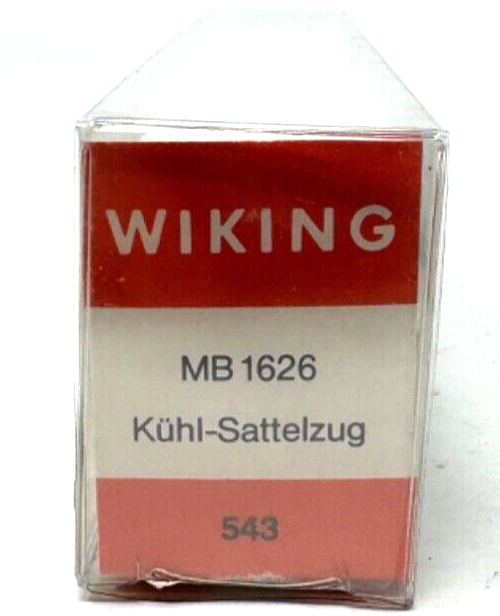 WIKING
MB 1626
Kühl-Sattelzug
543